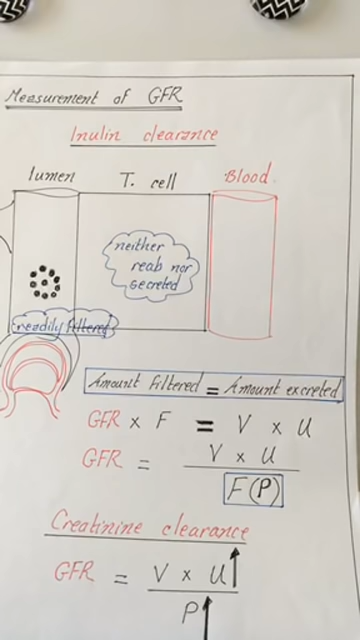 Measurement of GFR
Inulin clearance
lumen T. cell Blood
neither
reab nor
secreted
readily filtered
Amount filtered = Amount excreted
GFR x F = V x U
GFR = V x U
F(P)
Creatinine clearance
GFR = V x U↑
P↑